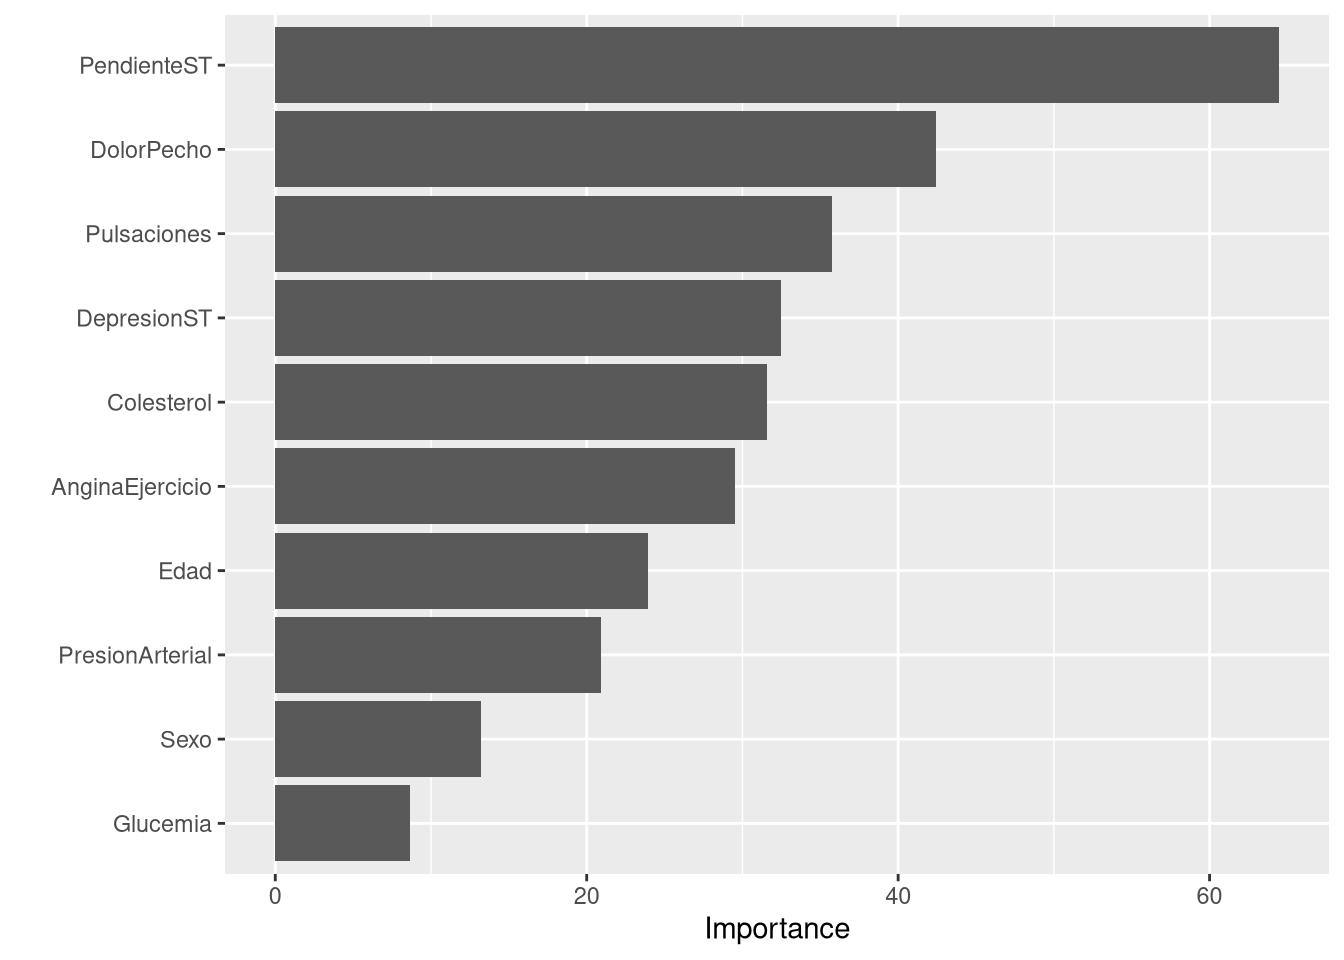 PendienteST
DolorPecho
Pulsaciones
DepresionST
Colesterol
AnginaEjercicio
Edad
PresionArterial
Sexo
Glucemia
0 20 40 60
Importance